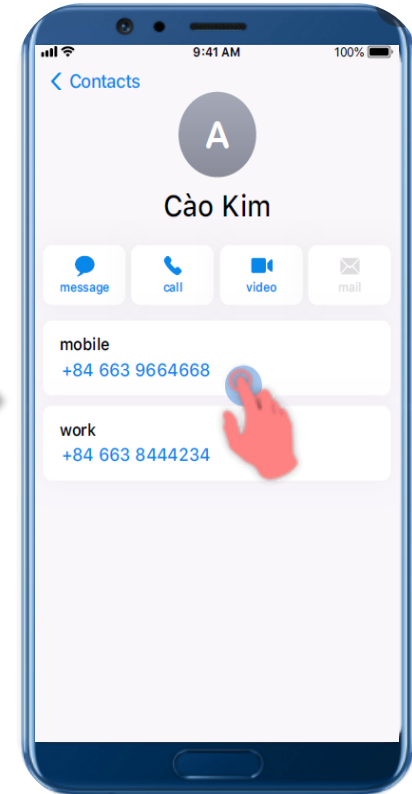 9:41 AM 100%
Contacts
A
Cào Kim
message call video mail
mobile
+84 663 9664668
work
+84 663 8444234